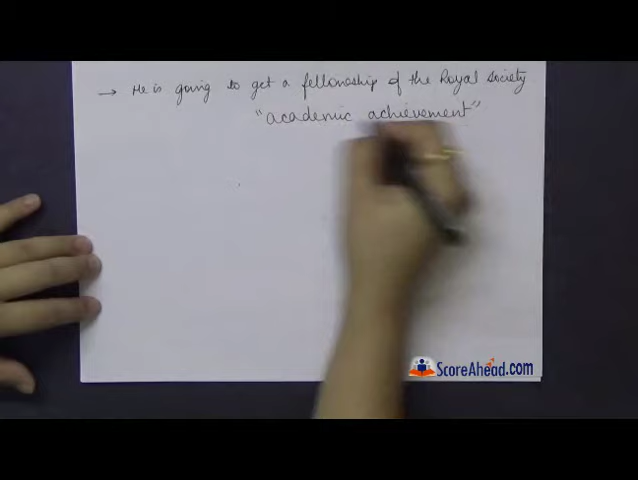 → He is going to get a fellowship of the Royal Society
"academic achievement"
ScoreAhead.com